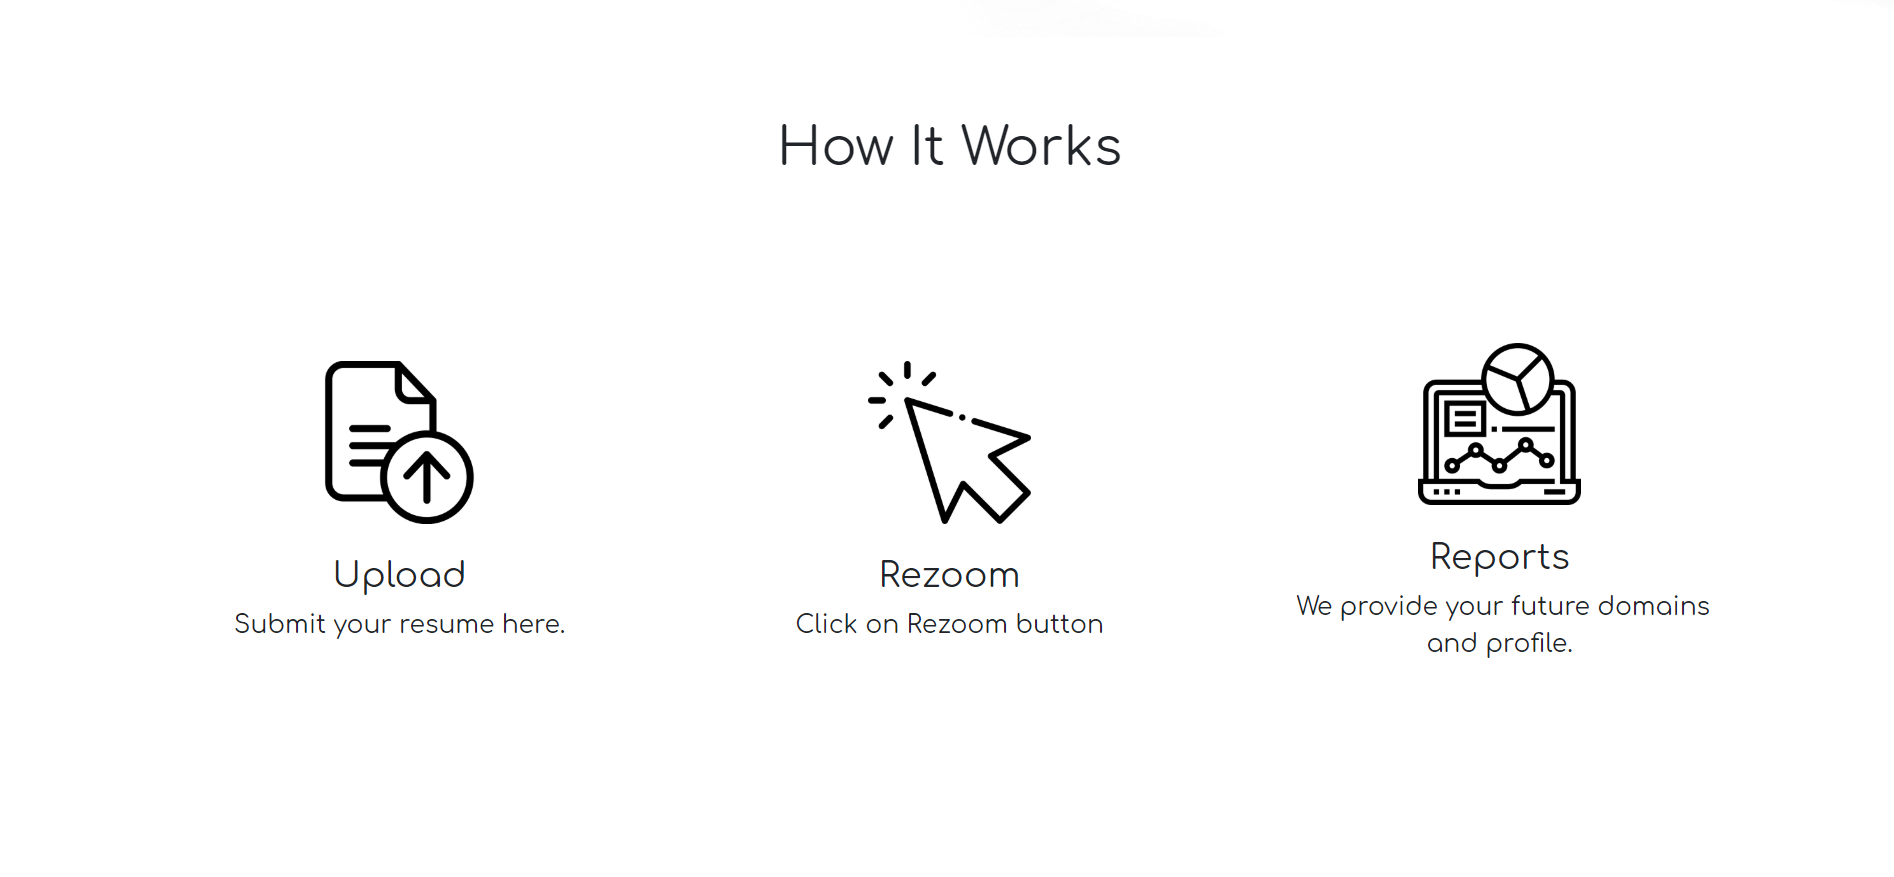 How It Works
Upload
Submit your resume here.
Rezoom
Click on Rezoom button
Reports
We provide your future domains
and profile.